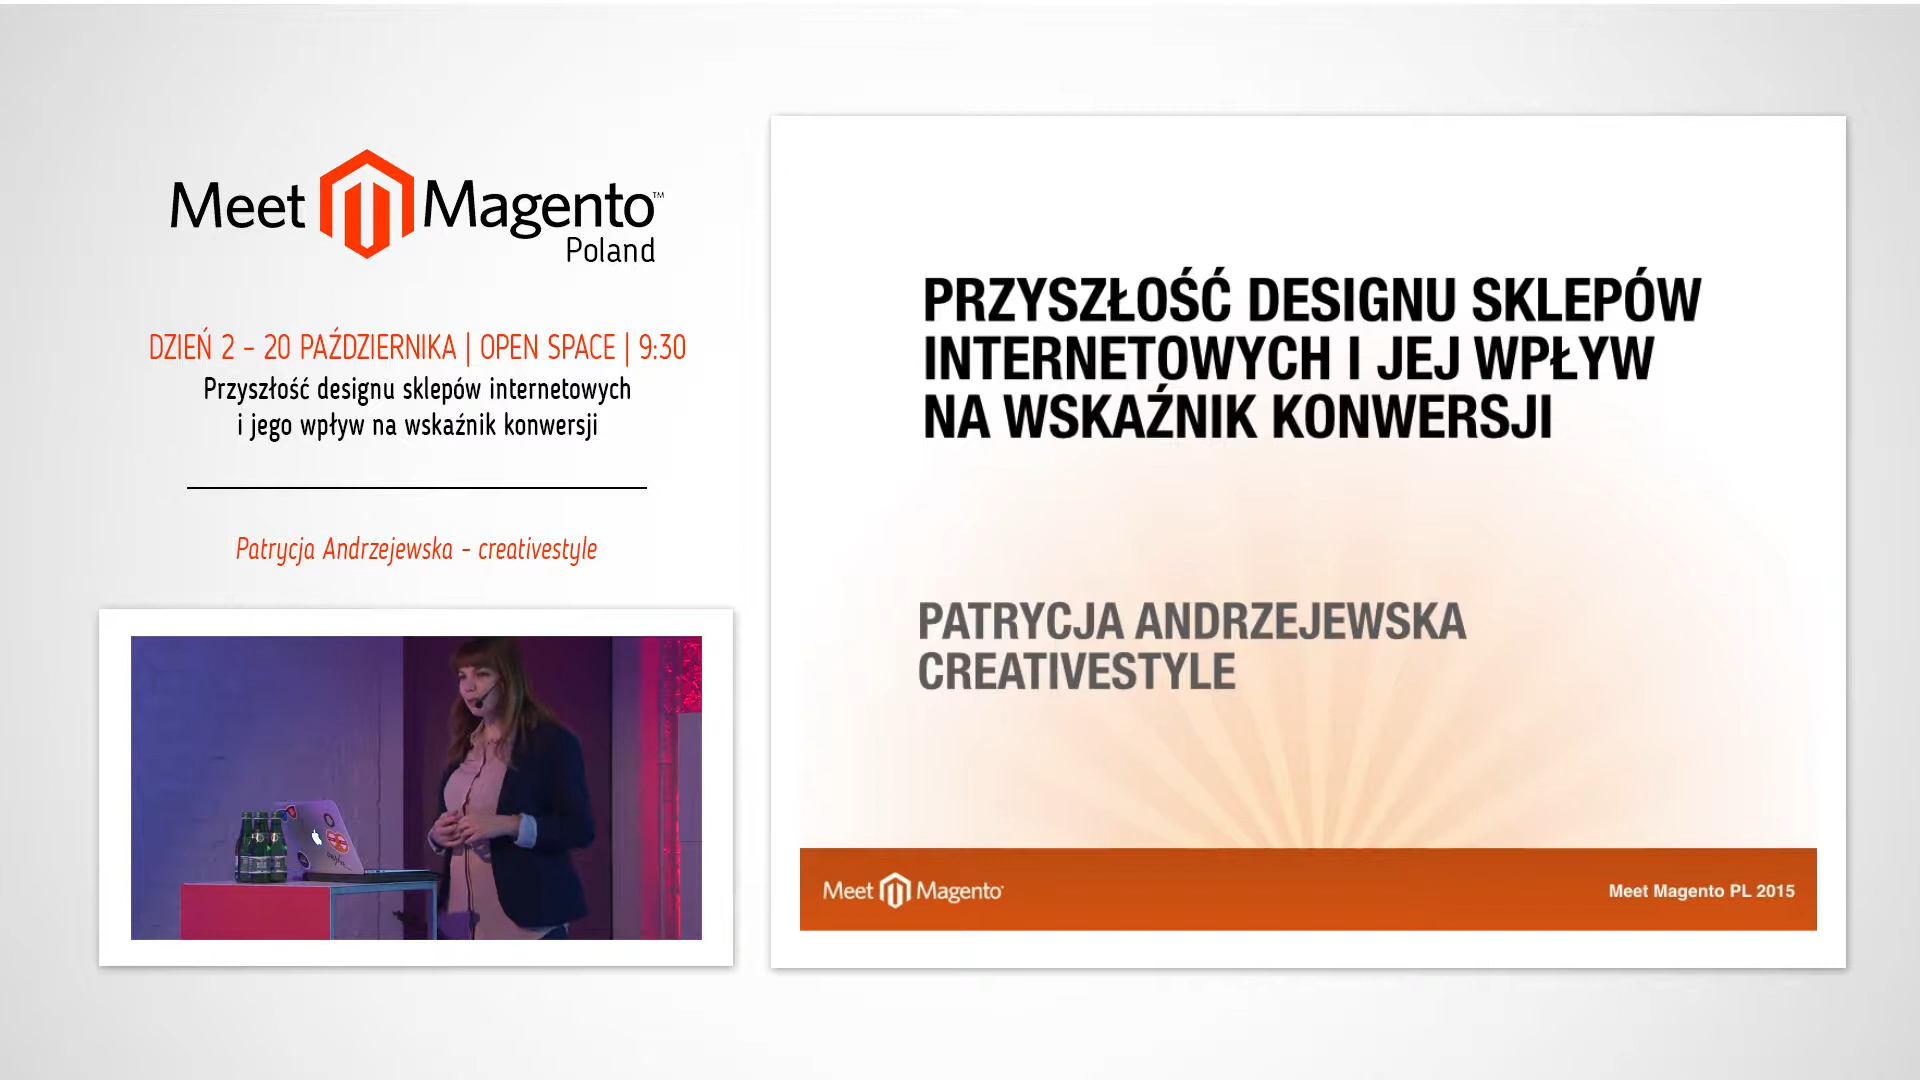 Meet Magento™
Poland
DZIEŃ 2 – 20 PAŹDZIERNIKA | OPEN SPACE | 9:30
Przyszłość designu sklepów internetowych
i jego wpływ na wskaźnik konwersji
Patrycja Andrzejewska - creativestyle
PRZYSZŁOŚĆ DESIGNU SKLEPÓW
INTERNETOWYCH I JEJ WPŁYW
NA WSKAŹNIK KONWERSJI
PATRYCJA ANDRZEJEWSKA
CREATIVESTYLE
Meet Magento
Meet Magento PL 2015